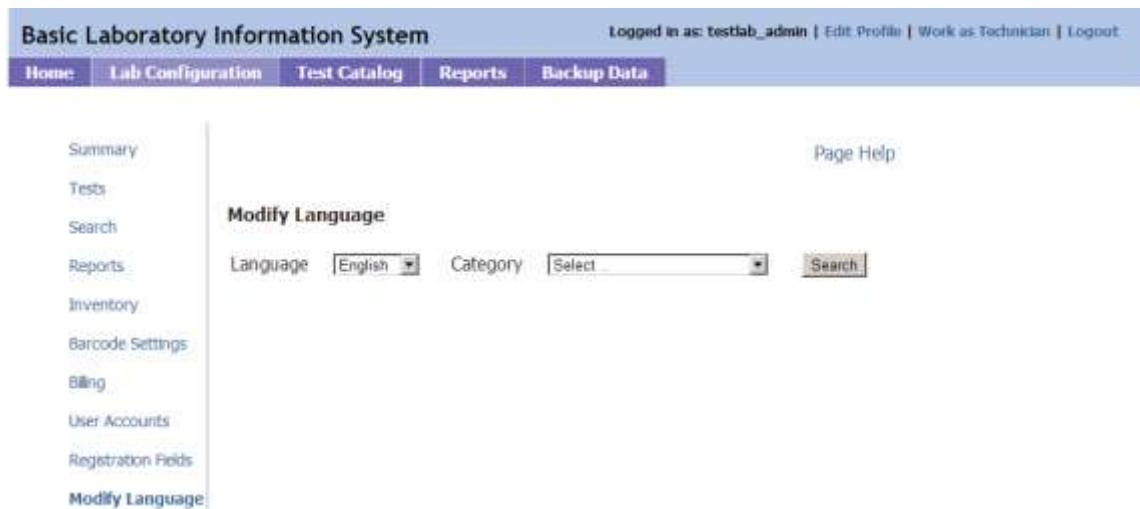 Basic Laboratory Information System
Logged in as: testlab_admin | Edit Profile | Work as Technician | Logout
Home Lab Configuration Test Catalog Reports Backup Data
Summary
Page Help
Tests
Modify Language
Search
Language English Category Select... Search
Reports
Inventory
Barcode Settings
Billing
User Accounts
Registration Fields
Modify Language